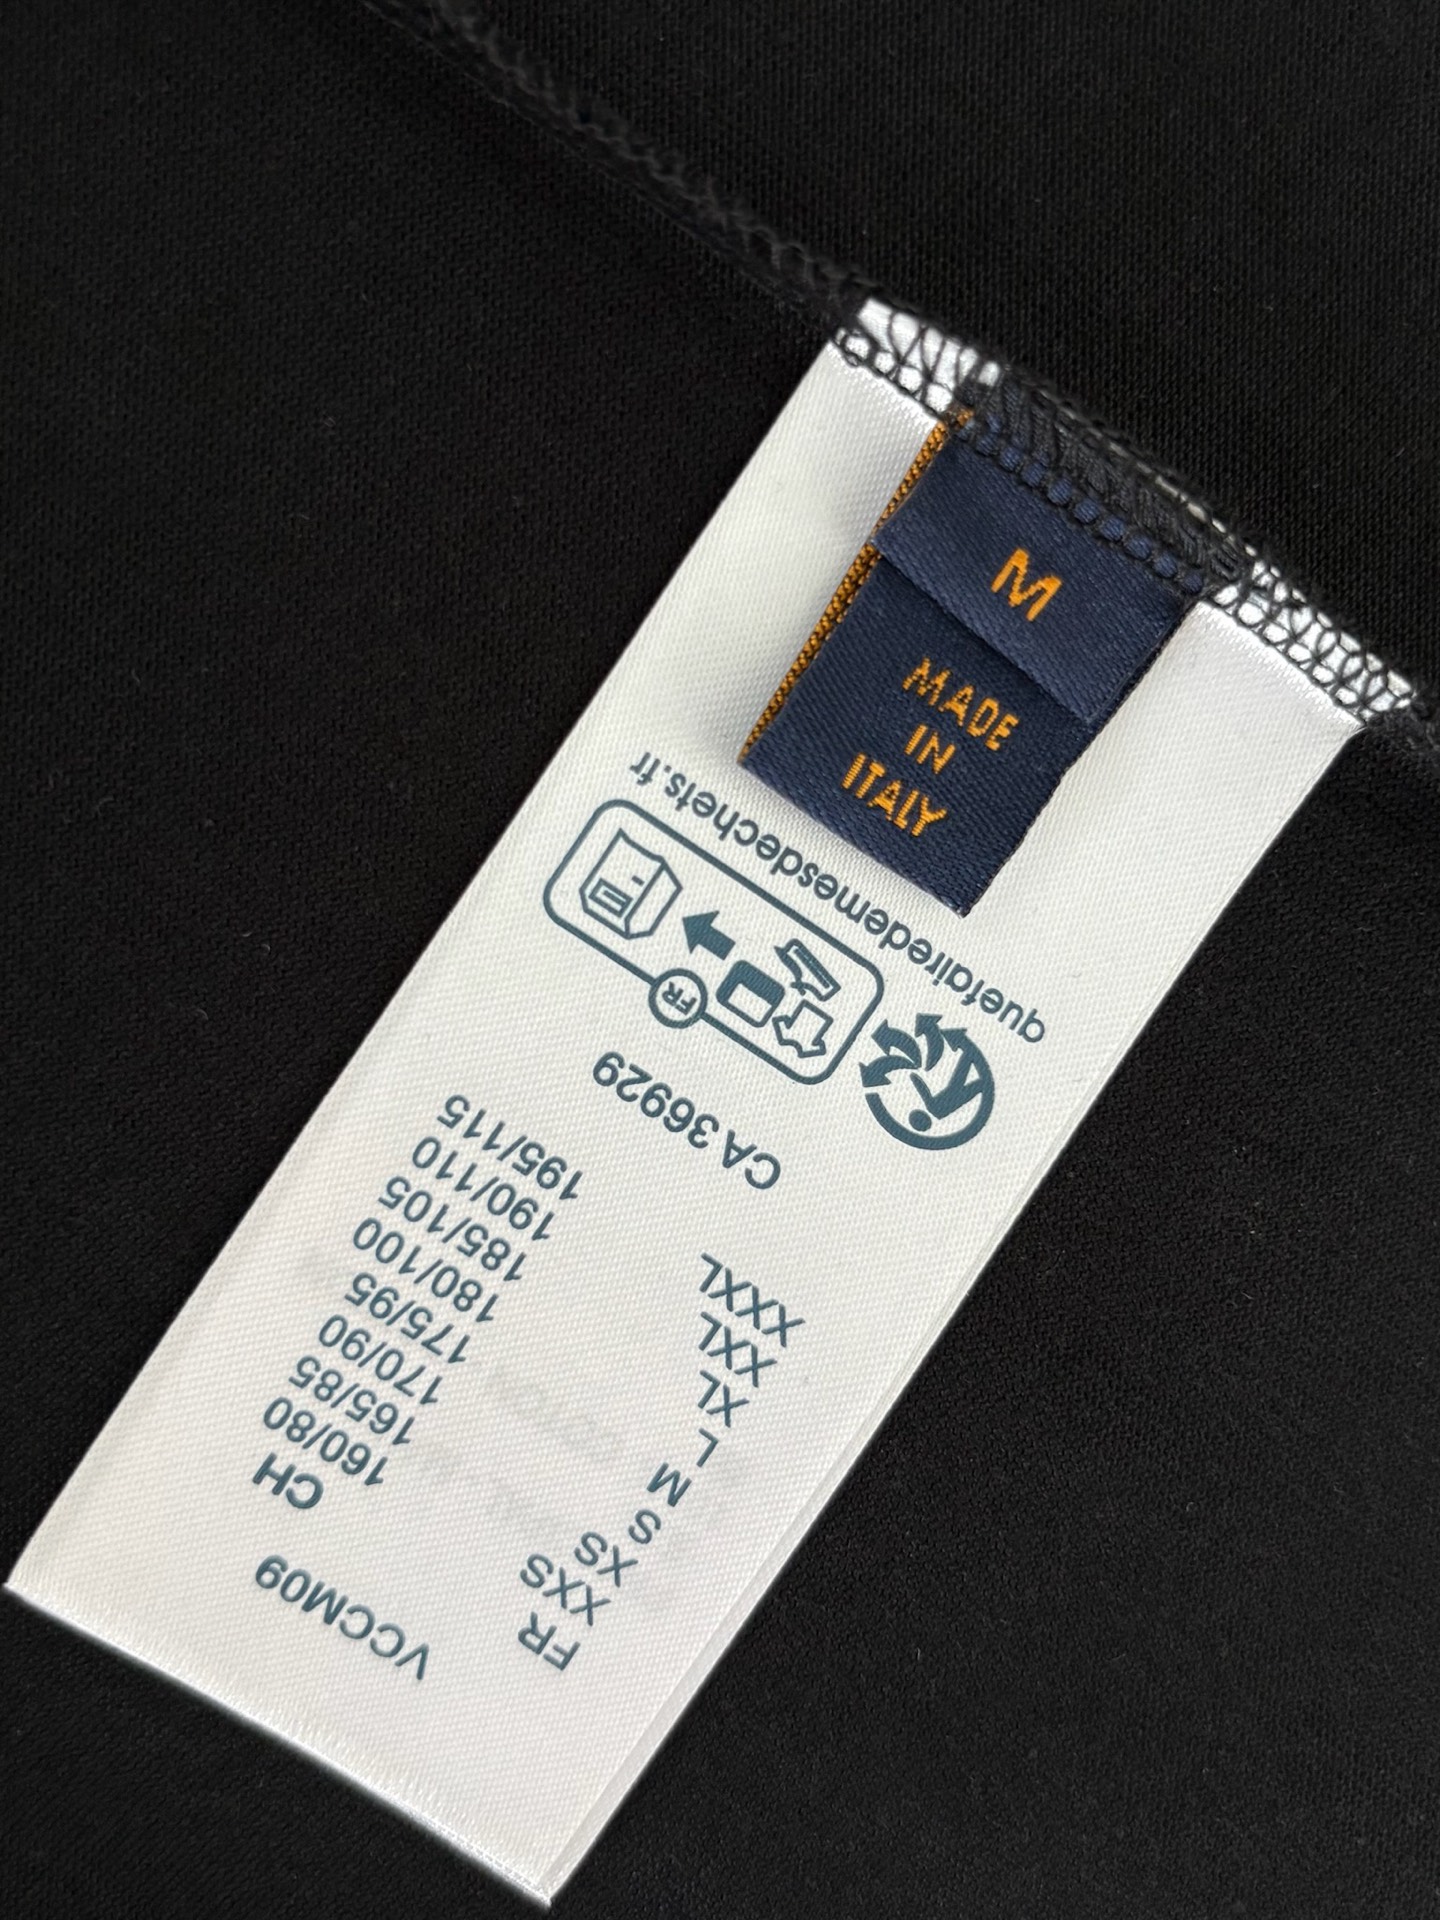 M
MADE
IN
ITALY
VCCM09
FR CH
XXS 160/80
XS 165/85
S 170/90
M 175/95
L 180/100
XL 185/105
XXL 190/110
XXXL 195/115
CA 36929
FR
quefairedemesdechets.fr